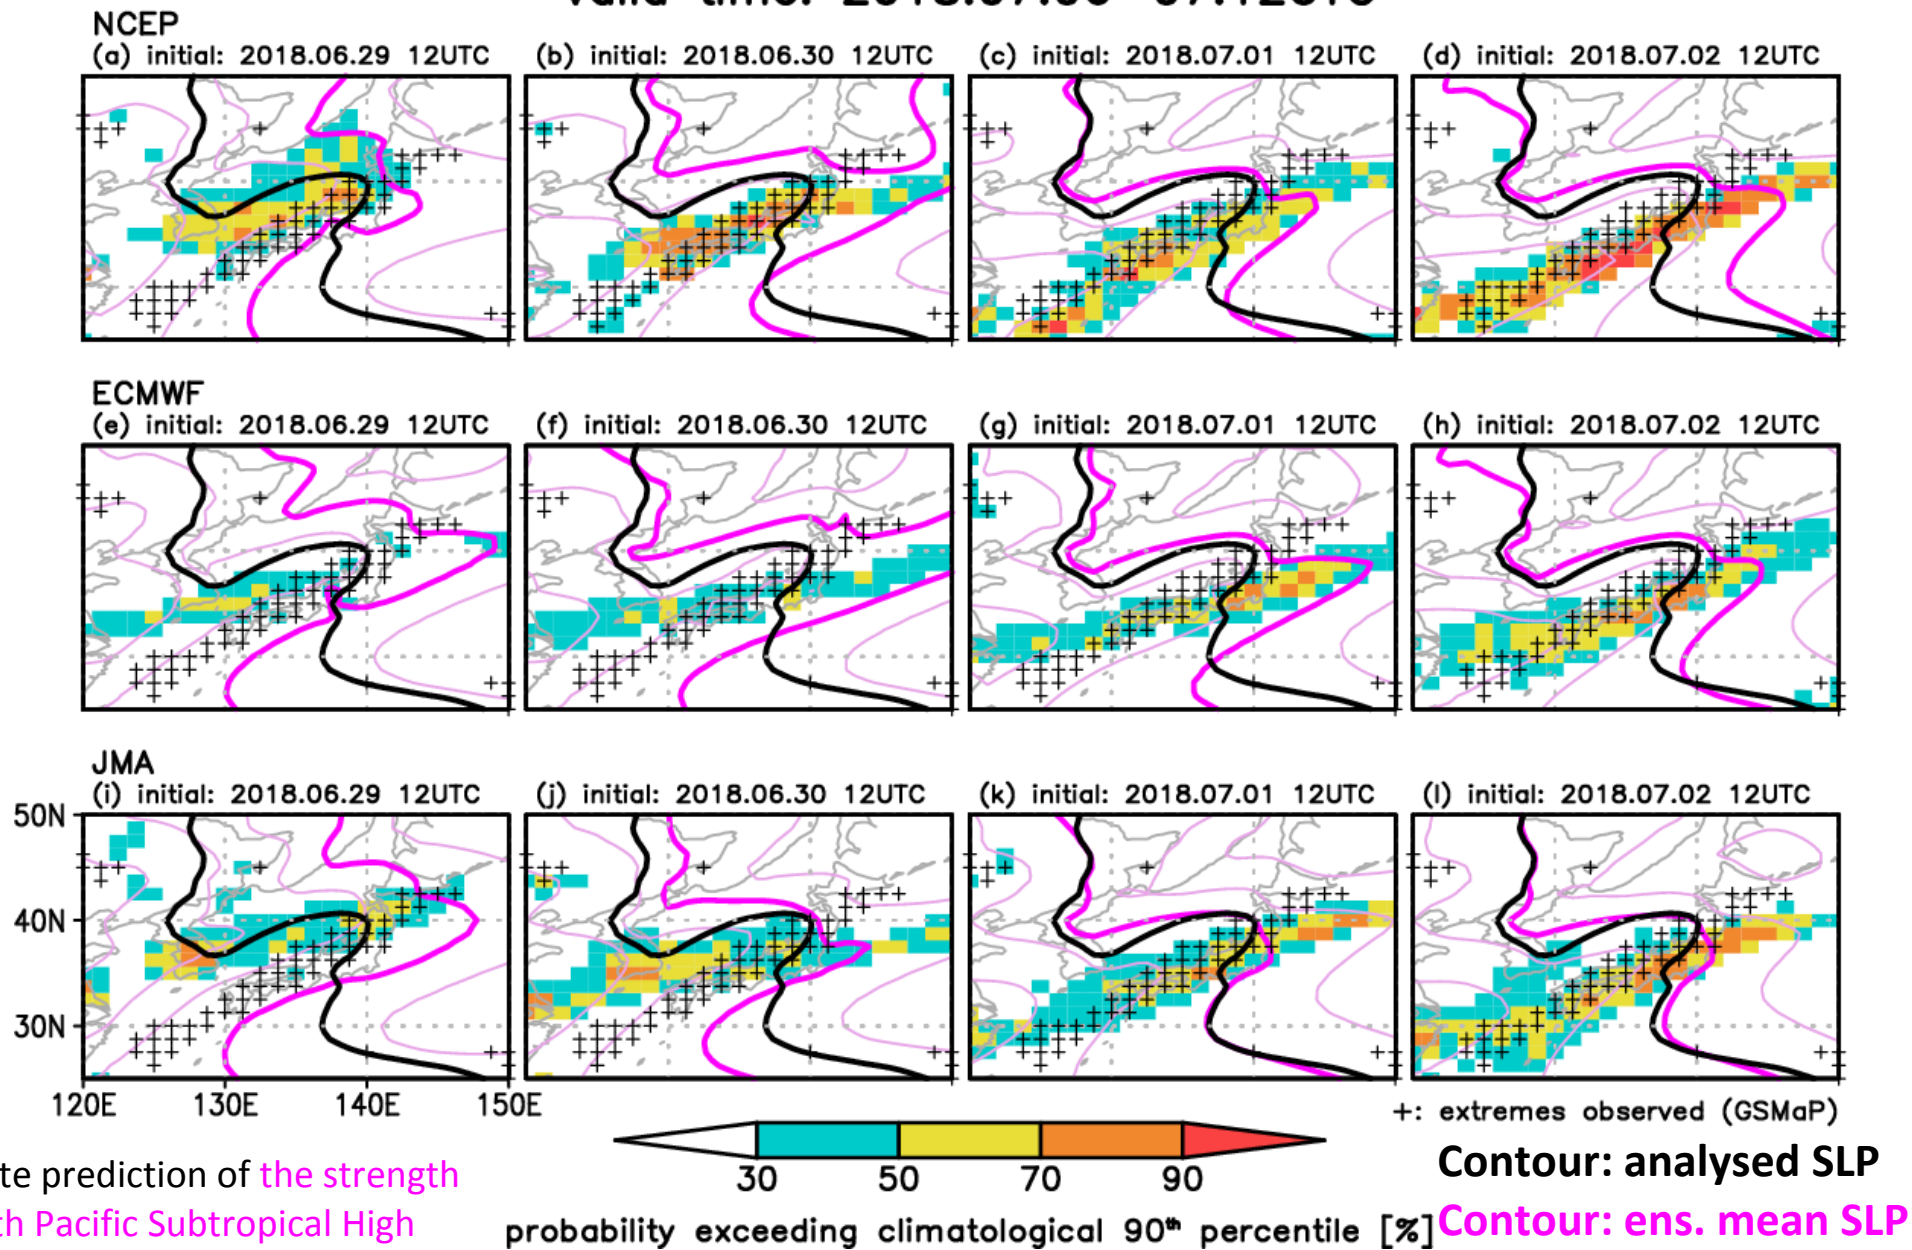 NCEP
(a) initial: 2018.06.29 12UTC
(b) initial: 2018.06.30 12UTC
(c) initial: 2018.07.01 12UTC
(d) initial: 2018.07.02 12UTC
ECMWF
(e) initial: 2018.06.29 12UTC
(f) initial: 2018.06.30 12UTC
(g) initial: 2018.07.01 12UTC
(h) initial: 2018.07.02 12UTC
JMA
(i) initial: 2018.06.29 12UTC
(j) initial: 2018.06.30 12UTC
(k) initial: 2018.07.01 12UTC
(l) initial: 2018.07.02 12UTC
50N
40N
30N
120E 130E 140E 150E
+: extremes observed (GSMaP)
30 50 70 90
probability exceeding climatological 90th percentile [%]
te prediction of the strength
th Pacific Subtropical High
Contour: analysed SLP
Contour: ens. mean SLP